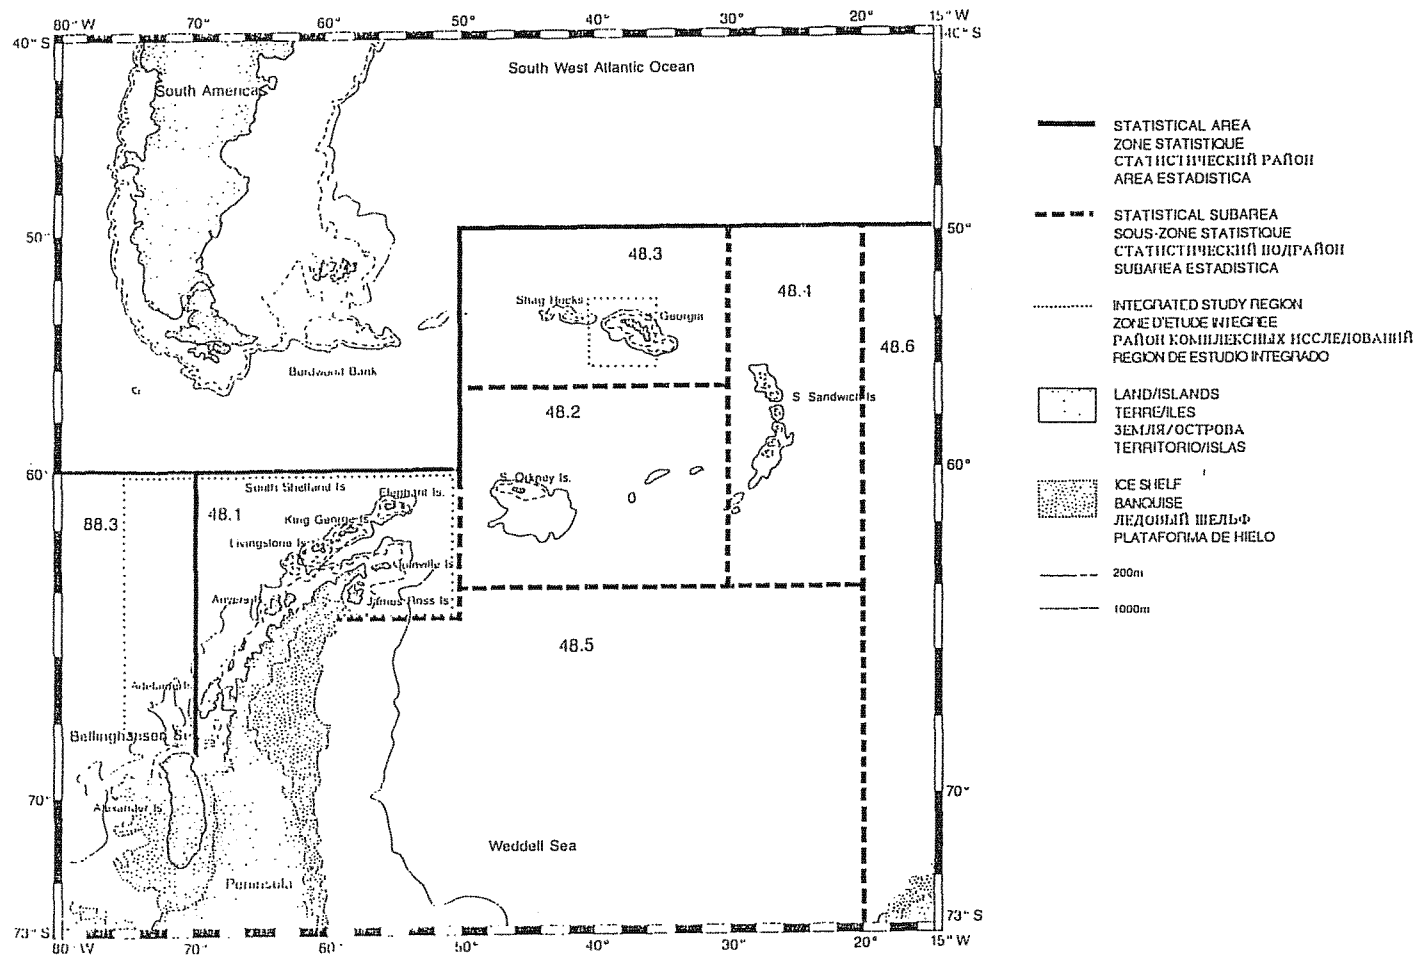 80° W 70° 60° 50° 40° 30° 20° 15° W
40° S
South West Atlantic Ocean
South America
50° 50°
48.3
48.4
Shag Rocks
Georgia
48.6
Burdwood Bank
S Sandwich Is
48.2
60° 60°
S. Orkney Is.
South Shetland Is
Elephant Is.
88.3
48.1
King George Is
Livingstone Is
Joinville Is
Anvers Is
James Ross Is
48.5
Adelaide Is
Bellinghausen S
70° 70°
Alexander Is.
Weddell Sea
Peninsula
73° S 73° S
80 W 70° 60° 50° 40° 30° 20° 15° W
STATISTICAL AREA
ZONE STATISTIQUE
СТАТИСТИЧЕСКИЙ РАЙОН
AREA ESTADISTICA
STATISTICAL SUBAREA
SOUS-ZONE STATISTIQUE
СТАТИСТИЧЕСКИЙ ПОДРАЙОН
SUBAREA ESTADISTICA
INTEGRATED STUDY REGION
ZONE D'ETUDE INTEGREE
РАЙОН КОМПЛЕКСНЫХ ИССЛЕДОВАНИЙ
REGION DE ESTUDIO INTEGRADO
LAND/ISLANDS
TERRE/ILES
ЗЕМЛЯ/ОСТРОВА
TERRITORIO/ISLAS
ICE SHELF
BANQUISE
ЛЕДОВЫЙ ШЕЛЬФ
PLATAFORMA DE HIELO
200m
1000m